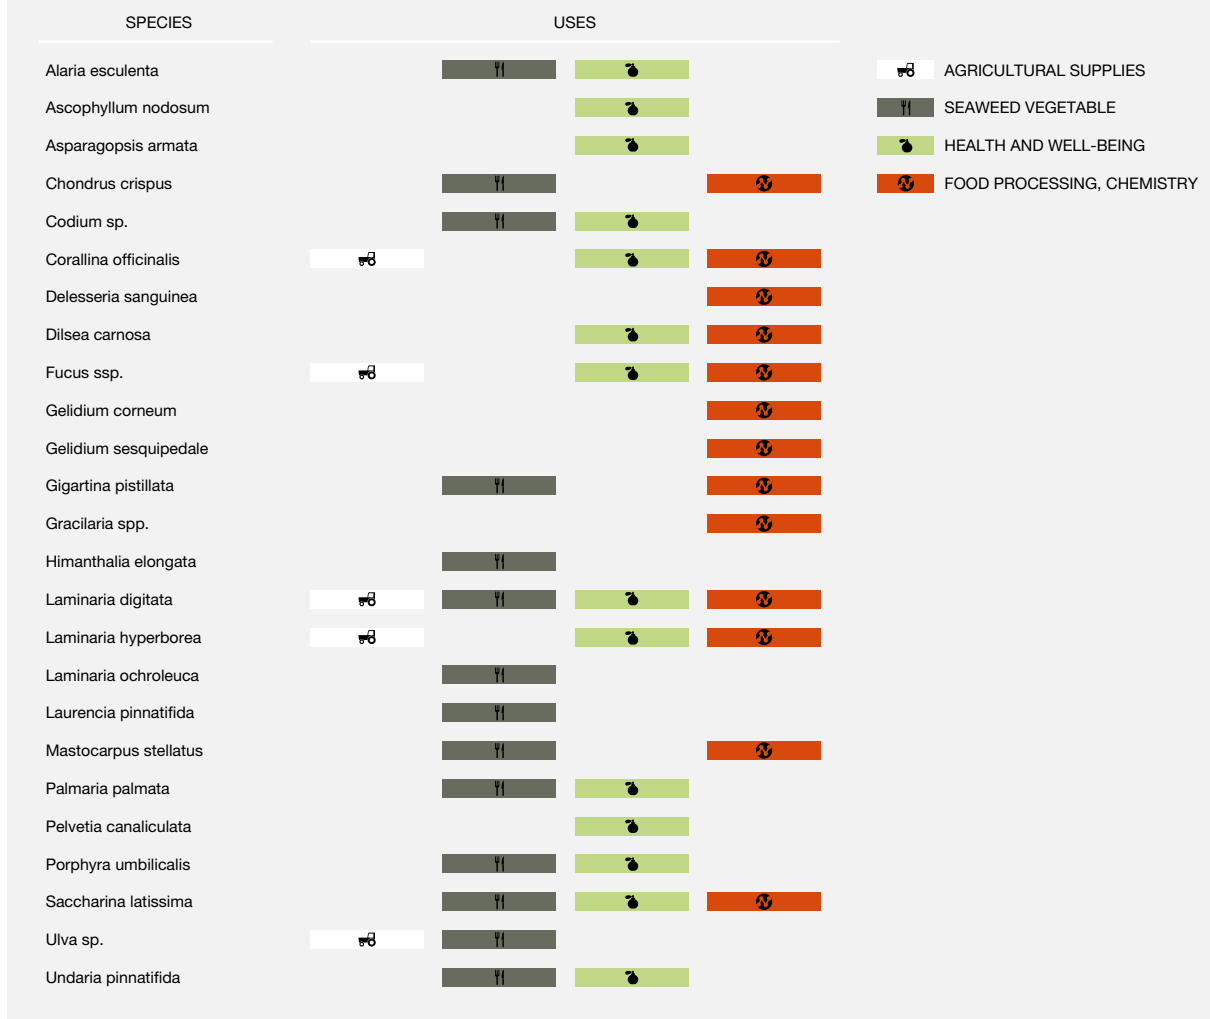 SPECIES USES
Alaria esculenta
AGRICULTURAL SUPPLIES
Ascophyllum nodosum
SEAWEED VEGETABLE
Asparagopsis armata
HEALTH AND WELL-BEING
Chondrus crispus
FOOD PROCESSING, CHEMISTRY
Codium sp.
Corallina officinalis
Delesseria sanguinea
Dilsea carnosa
Fucus ssp.
Gelidium corneum
Gelidium sesquipedale
Gigartina pistillata
Gracilaria spp.
Himanthalia elongata
Laminaria digitata
Laminaria hyperborea
Laminaria ochroleuca
Laurencia pinnatifida
Mastocarpus stellatus
Palmaria palmata
Pelvetia canaliculata
Porphyra umbilicalis
Saccharina latissima
Ulva sp.
Undaria pinnatifida